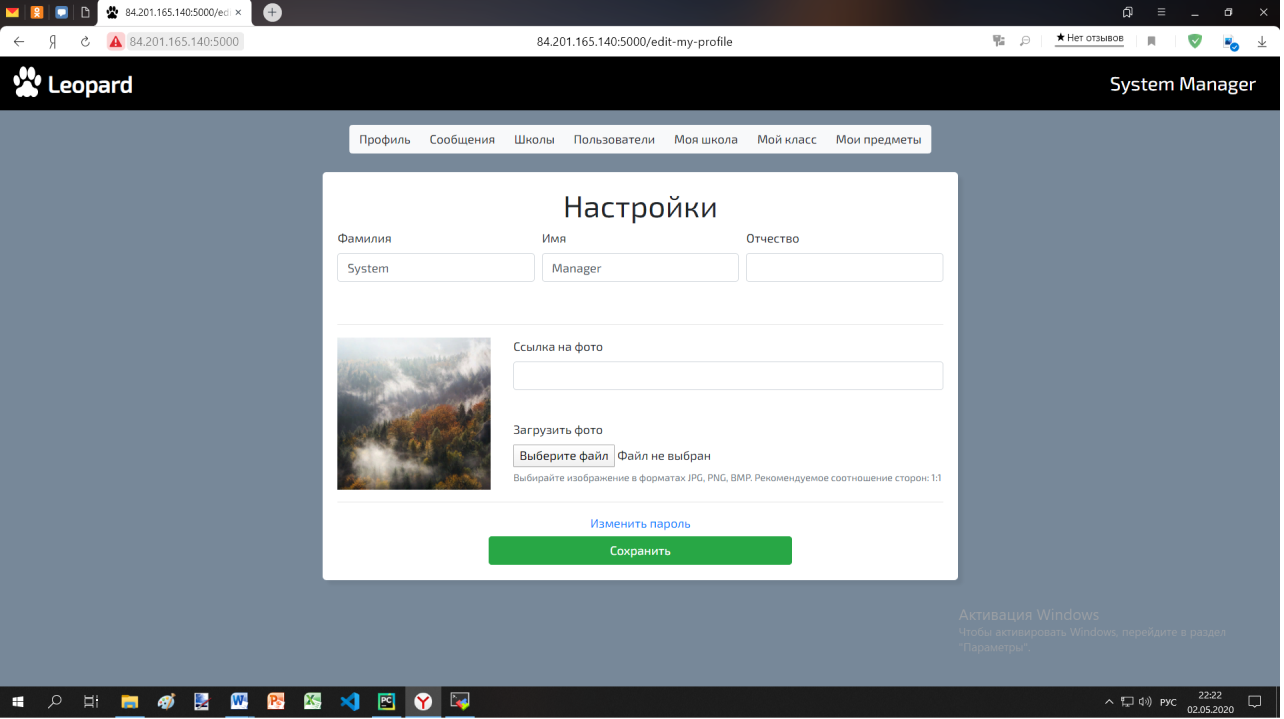 84.201.165.140:5000/edi
84.201.165.140:5000
84.201.165.140:5000/edit-my-profile
Нет отзывов
Leopard
System Manager
Профиль Сообщения Школы Пользователи Моя школа Мой класс Мои предметы
Настройки
Фамилия Имя Отчество
System Manager
Ссылка на фото
Загрузить фото
Выберите файл Файл не выбран
Выбирайте изображение в форматах JPG, PNG, BMP. Рекомендуемое соотношение сторон: 1:1
Изменить пароль
Сохранить
Активация Windows
Чтобы активировать Windows, перейдите в раздел
"Параметры".
РУС
22:22
02.05.2020